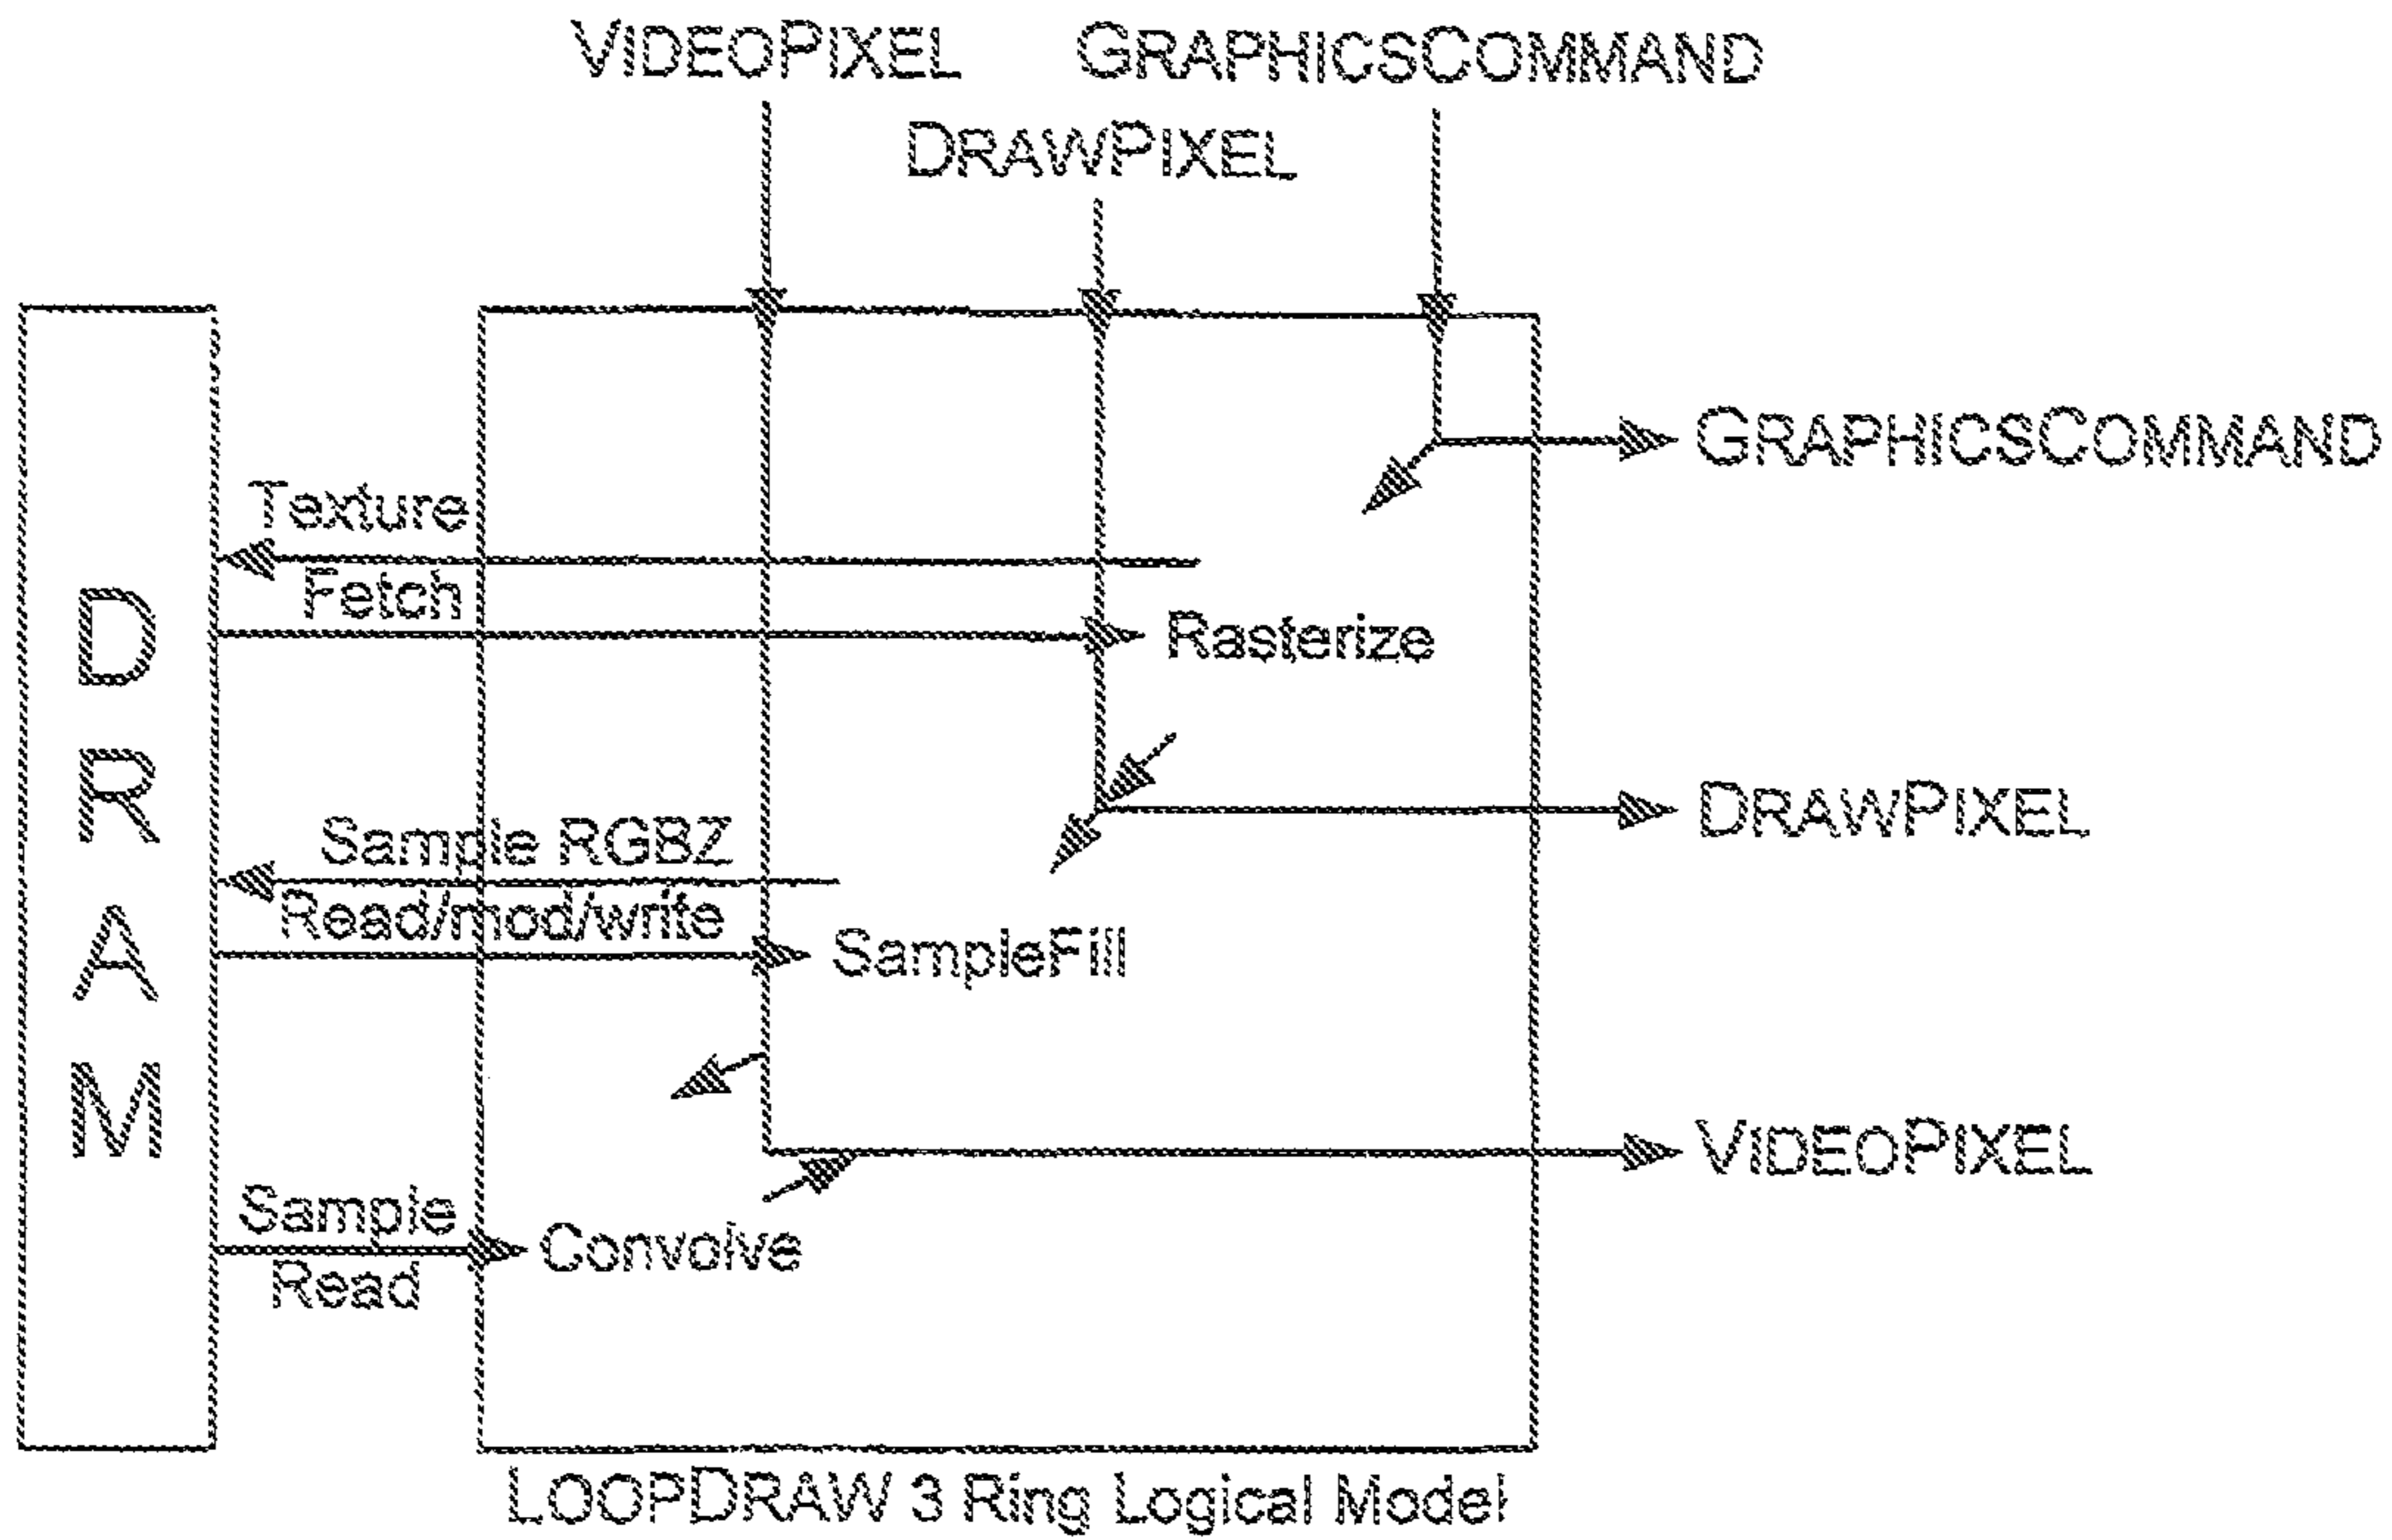 VIDEOPIXEL GRAPHICSCOMMAND
DRAWPIXEL
GRAPHICSCOMMAND
Texture
Fetch
Rasterize
DRAM
DRAWPIXEL
Sample RGBZ
Read/mod/write
SampleFill
VIDEOPIXEL
Sample
Read
Convolve
LOOPDRAW 3 Ring Logical Model